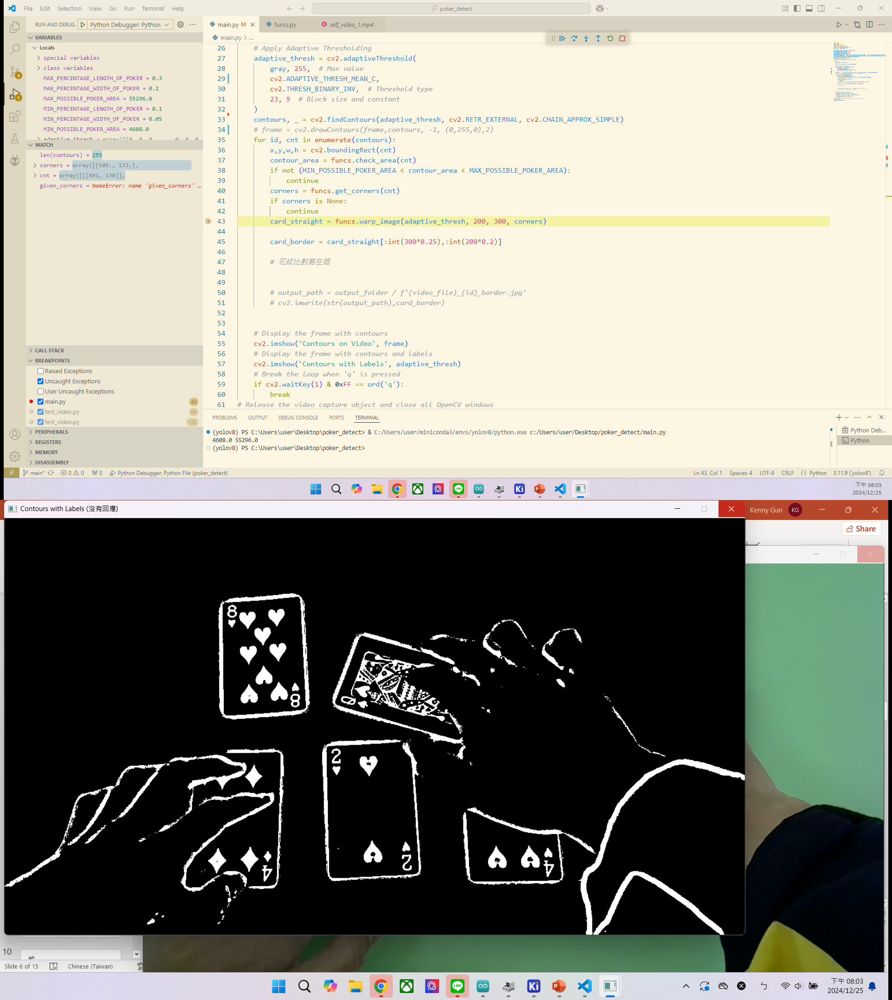 File Edit Selection View Go Run Terminal Help
poker_detect
RUN AND DEBUG Python Debugger: Python
main.py M
funcs.py
self_video_1.mp4
main.py > ...
VARIABLES
Locals
special variables
class variables
MAX_PERCENTAGE_LENGTH_OF_POKER = 0.3
MAX_PERCENTAGE_WIDTH_OF_POKER = 0.2
MAX_POSSIBLE_POKER_AREA = 55296.0
MIN_PERCENTAGE_LENGTH_OF_POKER = 0.1
MIN_PERCENTAGE_WIDTH_OF_POKER = 0.05
MIN_POSSIBLE_POKER_AREA = 4608.0
adaptive_thresh = array([[0, 0, 0, ..., 0, 0, 0
WATCH
len(contours) = 255
corners = array([[509., 133.],
cnt = array([[[491, 130]],
given_corners = NameError: name 'given_corners' …
CALL STACK
BREAKPOINTS
Raised Exceptions
Uncaught Exceptions
User Uncaught Exceptions
main.py 43
test_video.py 68
test_video.py 122
PERIPHERALS
REGISTERS
MEMORY
DISASSEMBLY
26 # Apply Adaptive Thresholding
27 adaptive_thresh = cv2.adaptiveThreshold(
28 gray, 255, # Max value
29 cv2.ADAPTIVE_THRESH_MEAN_C,
30 cv2.THRESH_BINARY_INV, # Threshold type
31 23, 9 # Block size and constant
32 )
33 contours, _ = cv2.findContours(adaptive_thresh, cv2.RETR_EXTERNAL, cv2.CHAIN_APPROX_SIMPLE)
34 # frame = cv2.drawContours(frame,contours, -1, (0,255,0),2)
35 for id, cnt in enumerate(contours):
36 x,y,w,h = cv2.boundingRect(cnt)
37 contour_area = funcs.check_area(cnt)
38 if not (MIN_POSSIBLE_POKER_AREA < contour_area < MAX_POSSIBLE_POKER_AREA):
39 continue
40 corners = funcs.get_corners(cnt)
41 if corners is None:
42 continue
43 card_straight = funcs.warp_image(adaptive_thresh, 200, 300, corners)
44
45 card_border = card_straight[:int(300*0.25),:int(200*0.2)]
46
47 # 花紋比對寫在這
48
49
50 # output_path = output_folder / f'{video_file}_{id}_border.jpg'
51 # cv2.imwrite(str(output_path),card_border)
52
53
54 # Display the frame with contours
55 cv2.imshow('Contours on Video', frame)
56 # Display the frame with contours and labels
57 cv2.imshow('Contours with Labels', adaptive_thresh)
58 # Break the loop when 'q' is pressed
59 if cv2.waitKey(1) & 0xFF == ord('q'):
60 break
61 # Release the video capture object and close all OpenCV windows
PROBLEMS OUTPUT DEBUG CONSOLE PORTS TERMINAL
(yolov8) PS C:\Users\user\Desktop\poker_detect> & C:/Users/user/miniconda3/envs/yolov8/python.exe c:/Users/user/Desktop/poker_detect/main.py
4608.0 55296.0
(yolov8) PS C:\Users\user\Desktop\poker_detect>
Python Deb...
Python
main* 0 0 0 Python Debugger: Python File (poker_detect)
Ln 43, Col 1 Spaces: 4 UTF-8 CRLF { } Python 3.11.9 ('yolov8')
下午 08:03
2024/12/25
Contours with Labels (沒有回應)
Kenny Gun KG
Share
8
8
Q
2
2
4
4
10
API
Slide 6 of 15 Chinese (Taiwan)
下午 08:03
2024/12/25